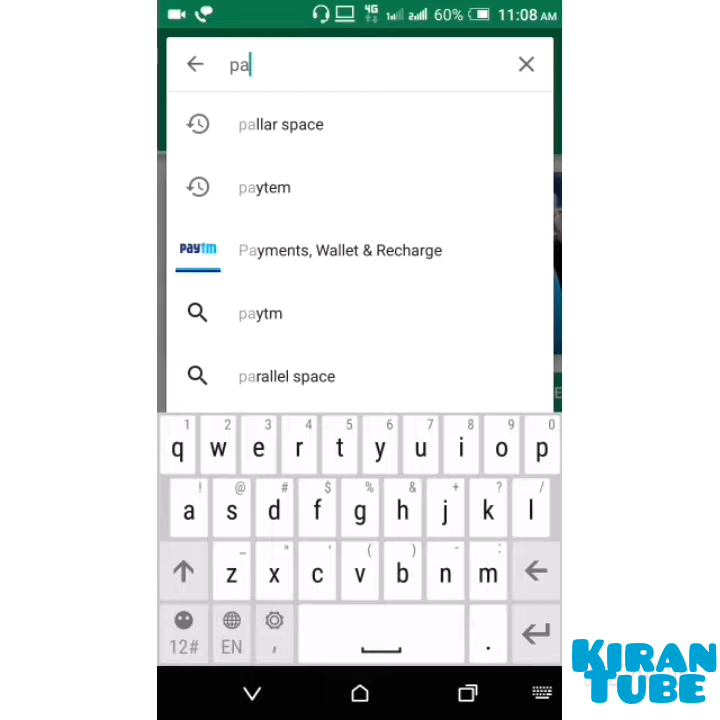 4G 60% 11:08 AM
pa
pallar space
paytem
paytm Payments, Wallet & Recharge
paytm
parallel space
E
1 2 3 4 5 6 7 8 9 0
q w e r t y u i o p
! @ # $ % & + ? /
a s d f g h j k l
_ " ' ( ) - :
z x c v b n m
12# EN , .
KIRAN
TUBE